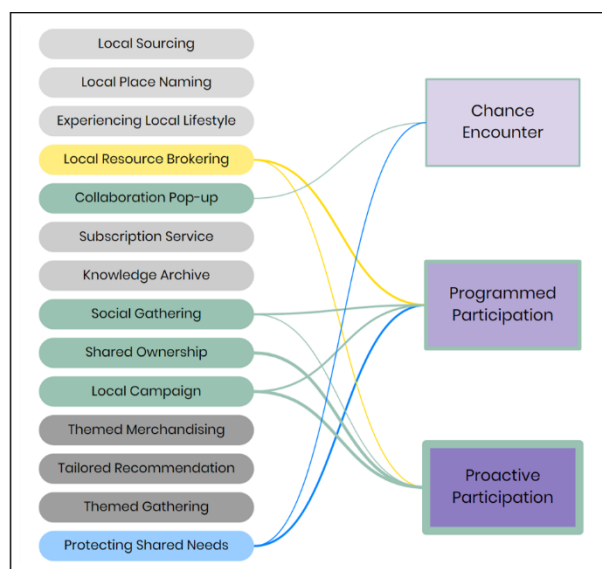 Local Sourcing
Local Place Naming
Experiencing Local Lifestyle
Local Resource Brokering
Collaboration Pop-up
Subscription Service
Knowledge Archive
Social Gathering
Shared Ownership
Local Campaign
Themed Merchandising
Tailored Recommendation
Themed Gathering
Protecting Shared Needs
Chance
Encounter
Programmed
Participation
Proactive
Participation